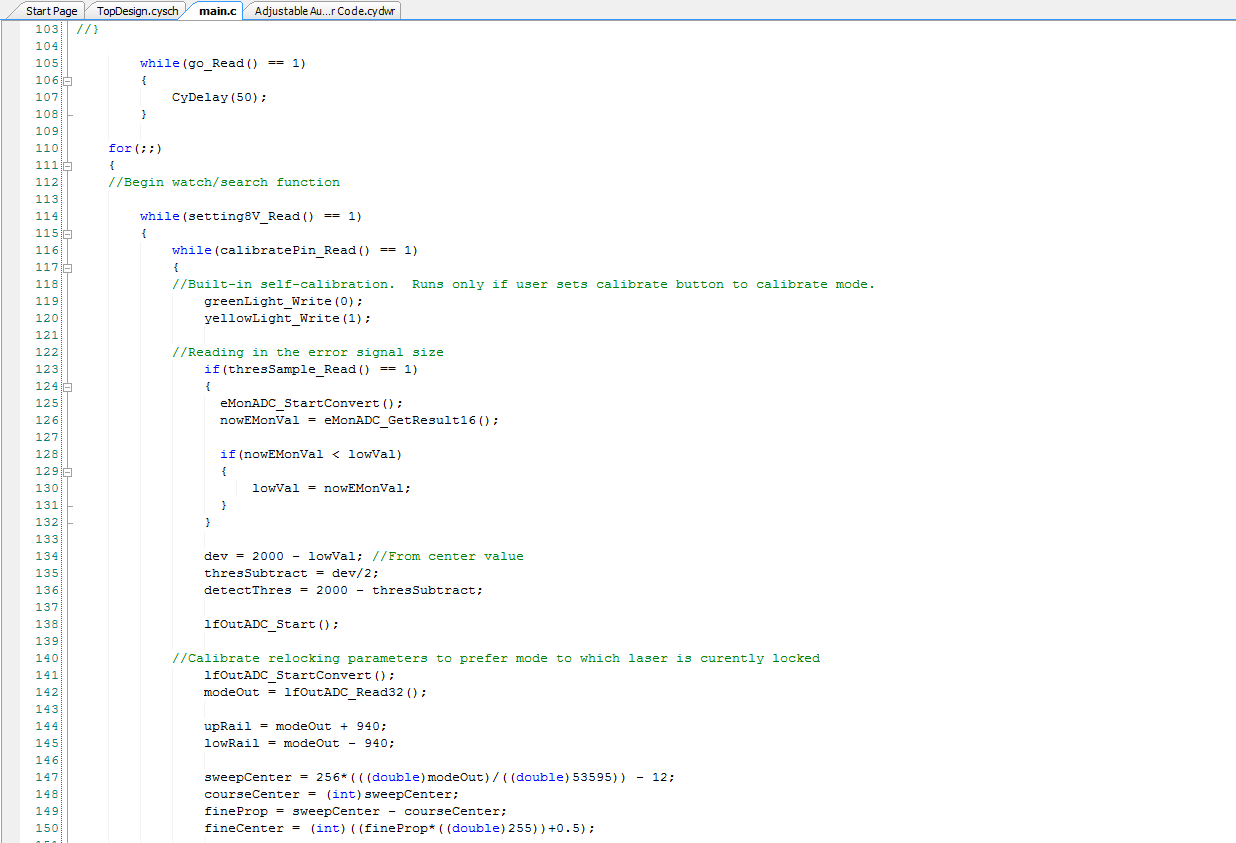 Start Page TopDesign.cysch main.c Adjustable Au...r Code.cydwr
103 //}
104
105 while(go_Read() == 1)
106 {
107 CyDelay(50);
108 }
109
110 for(;;)
111 {
112 //Begin watch/search function
113
114 while(setting8V_Read() == 1)
115 {
116 while(calibratePin_Read() == 1)
117 {
118 //Built-in self-calibration.  Runs only if user sets calibrate button to calibrate mode.
119 greenLight_Write(0);
120 yellowLight_Write(1);
121
122 //Reading in the error signal size
123 if(thresSample_Read() == 1)
124 {
125 eMonADC_StartConvert();
126 nowEMonVal = eMonADC_GetResult16();
127
128 if(nowEMonVal < lowVal)
129 {
130 lowVal = nowEMonVal;
131 }
132 }
133
134 dev = 2000 - lowVal; //From center value
135 thresSubtract = dev/2;
136 detectThres = 2000 - thresSubtract;
137
138 lfOutADC_Start();
139
140 //Calibrate relocking parameters to prefer mode to which laser is curently locked
141 lfOutADC_StartConvert();
142 modeOut = lfOutADC_Read32();
143
144 upRail = modeOut + 940;
145 lowRail = modeOut - 940;
146
147 sweepCenter = 256*(((double)modeOut)/((double)53595)) - 12;
148 courseCenter = (int)sweepCenter;
149 fineProp = sweepCenter - courseCenter;
150 fineCenter = (int)((fineProp*((double)255))+0.5);